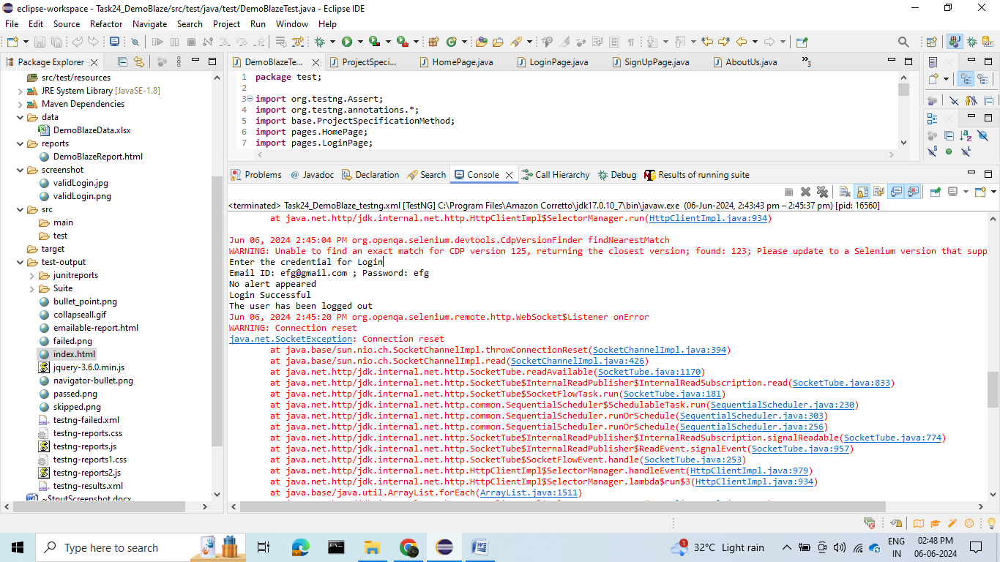 eclipse-workspace - Task24_DemoBlaze/src/test/java/test/DemoBlazeTest.java - Eclipse IDE
File Edit Source Refactor Navigate Search Project Run Window Help
Package Explorer
src/test/resources
JRE System Library [JavaSE-1.8]
Maven Dependencies
data
DemoBlazeData.xlsx
reports
DemoBlazeReport.html
screenshot
validLogin.jpg
validLogin.png
src
main
test
target
test-output
junitreports
Suite
bullet_point.png
collapseall.gif
emailable-report.html
failed.png
index.html
jquery-3.6.0.min.js
navigator-bullet.png
passed.png
skipped.png
testng-failed.xml
testng-reports.css
testng-reports.js
testng-reports1.css
testng-reports2.js
testng-results.xml
~$tputScreenshot.docx
DemoBlazeTe... ProjectSpeci... HomePage.java LoginPage.java SignUpPage.java AboutUs.java 3
1 package test;
2
3 import org.testng.Assert;
4 import org.testng.annotations.*;
5 import base.ProjectSpecificationMethod;
6 import pages.HomePage;
7 import pages.LoginPage;
Problems Javadoc Declaration Search Console Call Hierarchy Debug Results of running suite
<terminated> Task24_DemoBlaze_testng.xml [TestNG] C:\Program Files\Amazon Corretto\jdk17.0.10_7\bin\javaw.exe (06-Jun-2024, 2:43:43 pm – 2:45:37 pm) [pid: 16560]
at java.net.http/jdk.internal.net.http.HttpClientImpl$SelectorManager.run(HttpClientImpl.java:934)
Jun 06, 2024 2:45:04 PM org.openqa.selenium.devtools.CdpVersionFinder findNearestMatch
WARNING: Unable to find an exact match for CDP version 125, returning the closest version; found: 123; Please update to a Selenium version that supp
Enter the credential for Login
Email ID: efg@gmail.com ; Password: efg
No alert appeared
Login Successful
The user has been logged out
Jun 06, 2024 2:45:20 PM org.openqa.selenium.remote.http.WebSocket$Listener onError
WARNING: Connection reset
java.net.SocketException: Connection reset
at java.base/sun.nio.ch.SocketChannelImpl.throwConnectionReset(SocketChannelImpl.java:394)
at java.base/sun.nio.ch.SocketChannelImpl.read(SocketChannelImpl.java:426)
at java.net.http/jdk.internal.net.http.SocketTube.readAvailable(SocketTube.java:1170)
at java.net.http/jdk.internal.net.http.SocketTube$InternalReadPublisher$InternalReadSubscription.read(SocketTube.java:833)
at java.net.http/jdk.internal.net.http.SocketTube$SocketFlowTask.run(SocketTube.java:181)
at java.net.http/jdk.internal.net.http.common.SequentialScheduler$SchedulableTask.run(SequentialScheduler.java:230)
at java.net.http/jdk.internal.net.http.common.SequentialScheduler.runOrSchedule(SequentialScheduler.java:303)
at java.net.http/jdk.internal.net.http.common.SequentialScheduler.runOrSchedule(SequentialScheduler.java:256)
at java.net.http/jdk.internal.net.http.SocketTube$InternalReadPublisher$InternalReadSubscription.signalReadable(SocketTube.java:774)
at java.net.http/jdk.internal.net.http.SocketTube$InternalReadPublisher$ReadEvent.signalEvent(SocketTube.java:957)
at java.net.http/jdk.internal.net.http.SocketTube$SocketFlowEvent.handle(SocketTube.java:253)
at java.net.http/jdk.internal.net.http.HttpClientImpl$SelectorManager.handleEvent(HttpClientImpl.java:979)
at java.net.http/jdk.internal.net.http.HttpClientImpl$SelectorManager.lambda$run$3(HttpClientImpl.java:934)
at java.base/java.util.ArrayList.forEach(ArrayList.java:1511)
Type here to search
1
32°C Light rain
ENG
IN
02:48 PM
06-06-2024